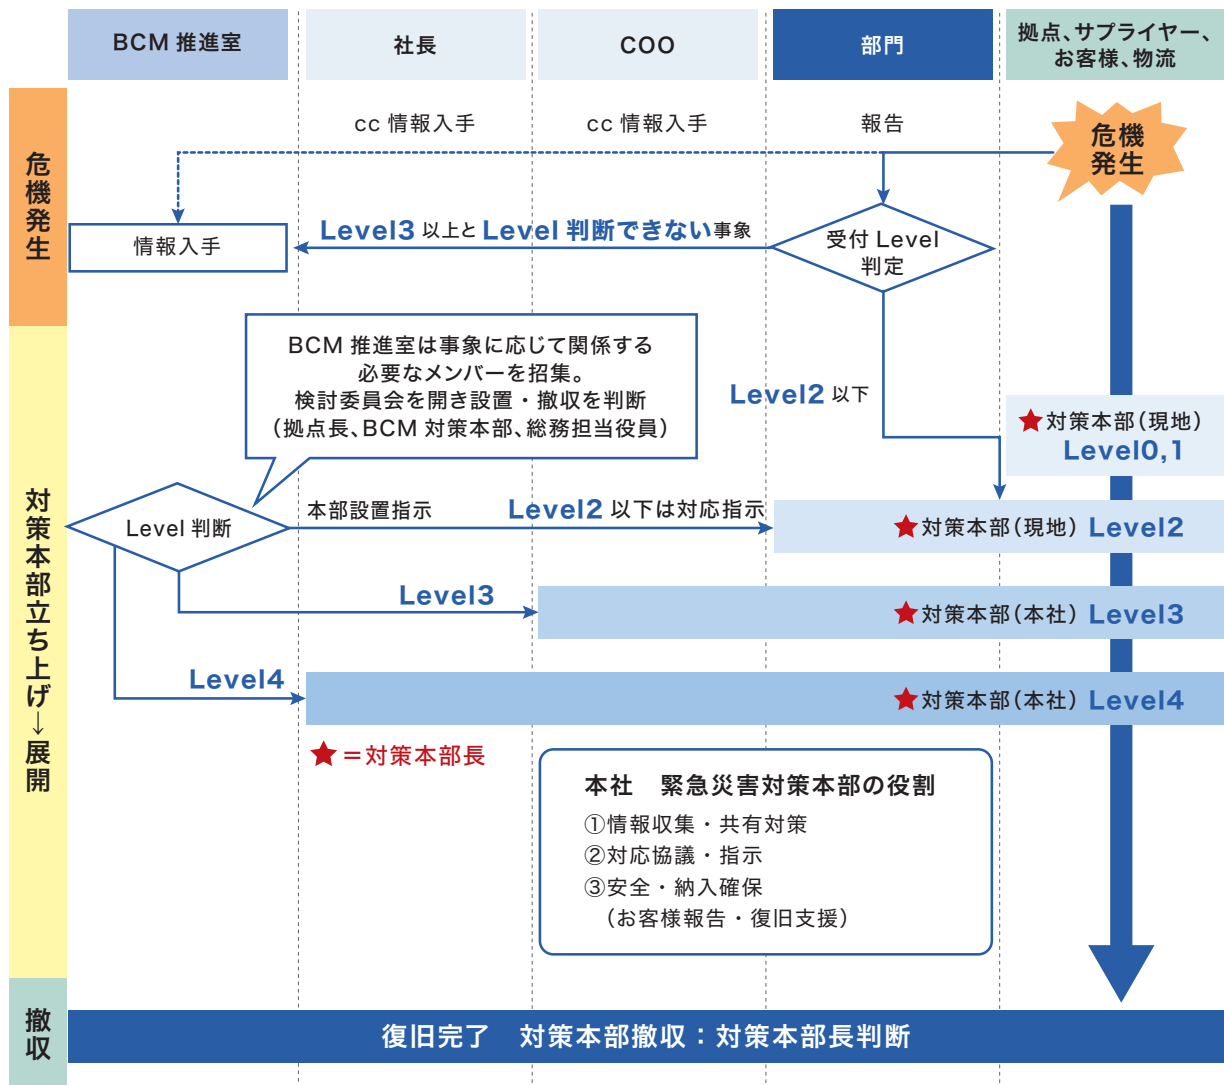 BCM 推進室
社長
COO
部門
拠点、サプライヤー、
お客様、物流
危機発生
cc 情報入手
cc 情報入手
報告
危機
発生
情報入手
Level3 以上と Level 判断できない事象
受付 Level
判定
対策本部立ち上げ→展開
BCM 推進室は事象に応じて関係する
必要なメンバーを招集。
検討委員会を開き設置・撤収を判断
（拠点長、BCM 対策本部、総務担当役員）
Level2 以下
★対策本部（現地）
Level0,1
Level 判断
本部設置指示
Level2 以下は対応指示
★対策本部（現地） Level2
Level3
★対策本部（本社） Level3
Level4
★対策本部（本社） Level4
★＝対策本部長
本社　緊急災害対策本部の役割
①情報収集・共有対策
②対応協議・指示
③安全・納入確保
（お客様報告・復旧支援）
撤収
復旧完了　対策本部撤収：対策本部長判断